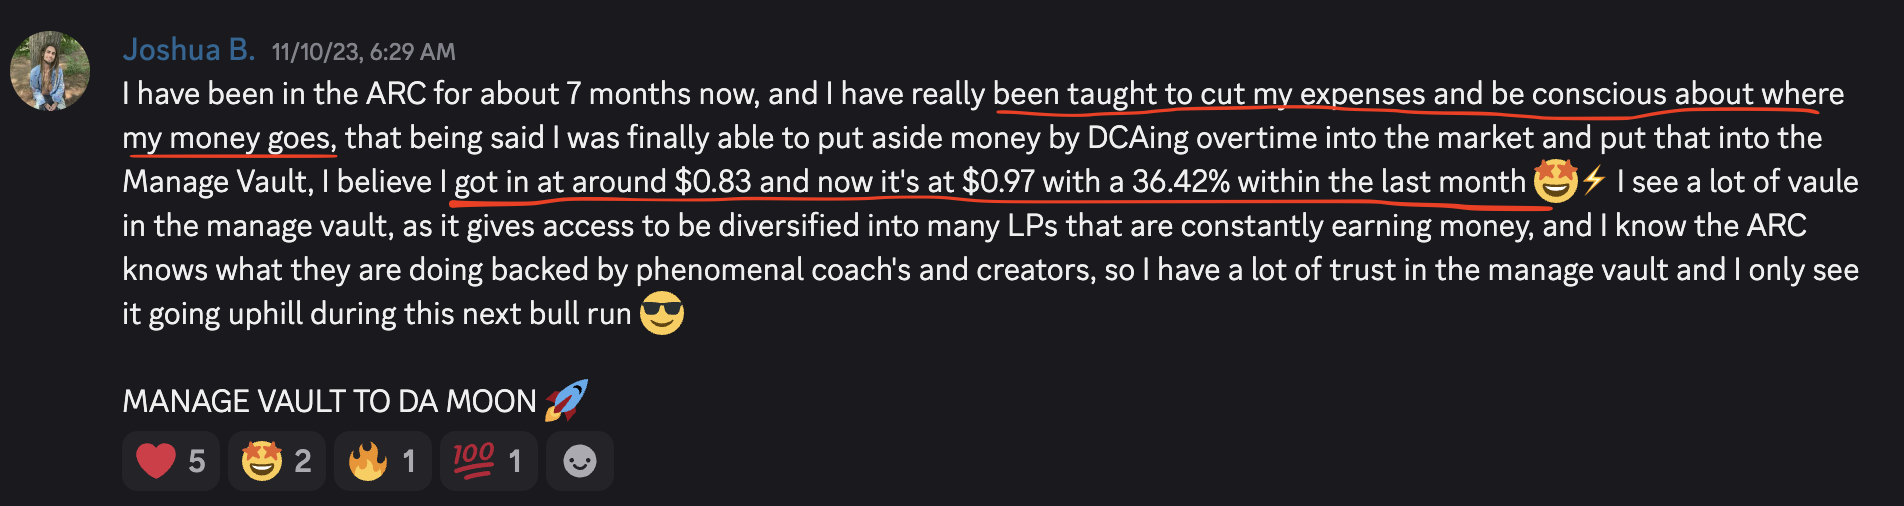 Joshua B. 11/10/23, 6:29 AM
I have been in the ARC for about 7 months now, and I have really been taught to cut my expenses and be conscious about where
my money goes, that being said I was finally able to put aside money by DCAing overtime into the market and put that into the
Manage Vault, I believe I got in at around $0.83 and now it's at $0.97 with a 36.42% within the last month 🤩⚡ I see a lot of vaule
in the manage vault, as it gives access to be diversified into many LPs that are constantly earning money, and I know the ARC
knows what they are doing backed by phenomenal coach's and creators, so I have a lot of trust in the manage vault and I only see
it going uphill during this next bull run 😎
MANAGE VAULT TO DA MOON 🚀
❤️ 5 🤩 2 🔥 1 💯 1